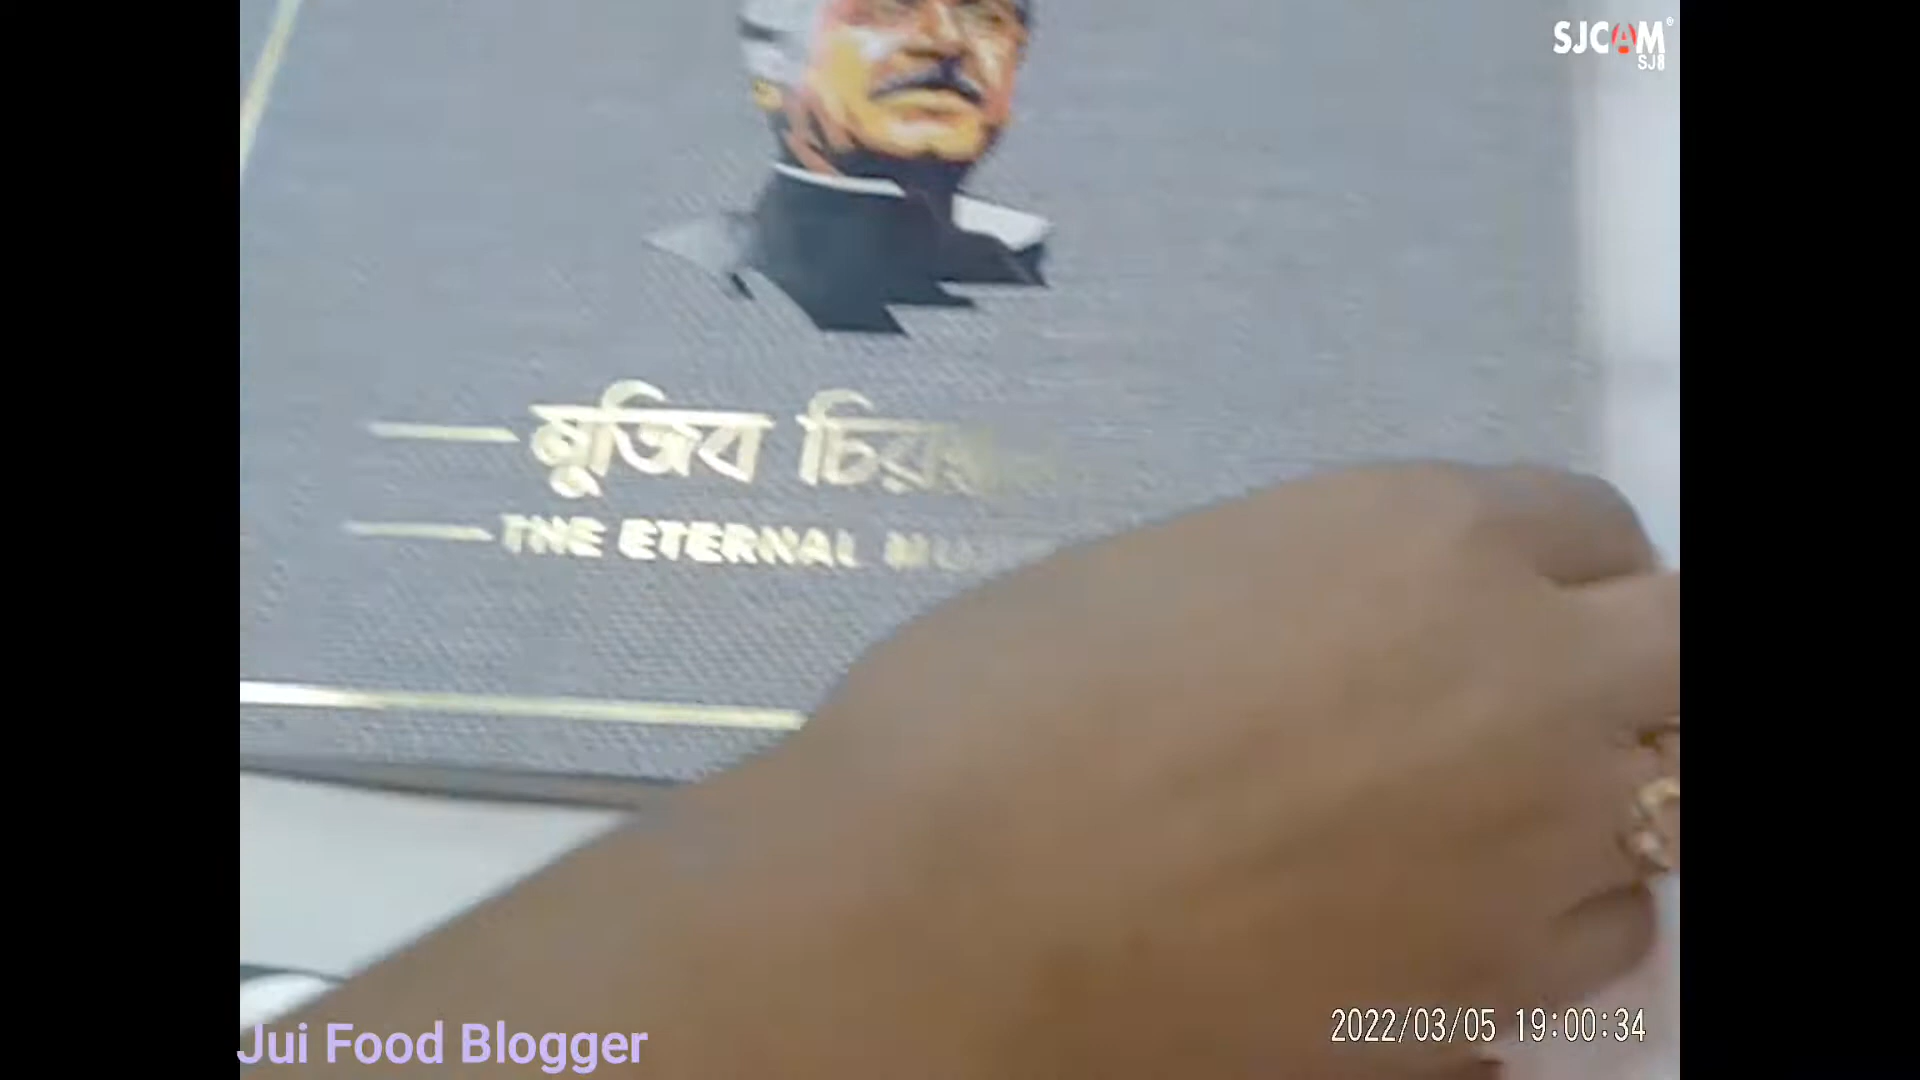 SJCAM
SJ8
মুজিব
THE ETERNAL
2022/03/05 19:00:34
Jui Food Blogger